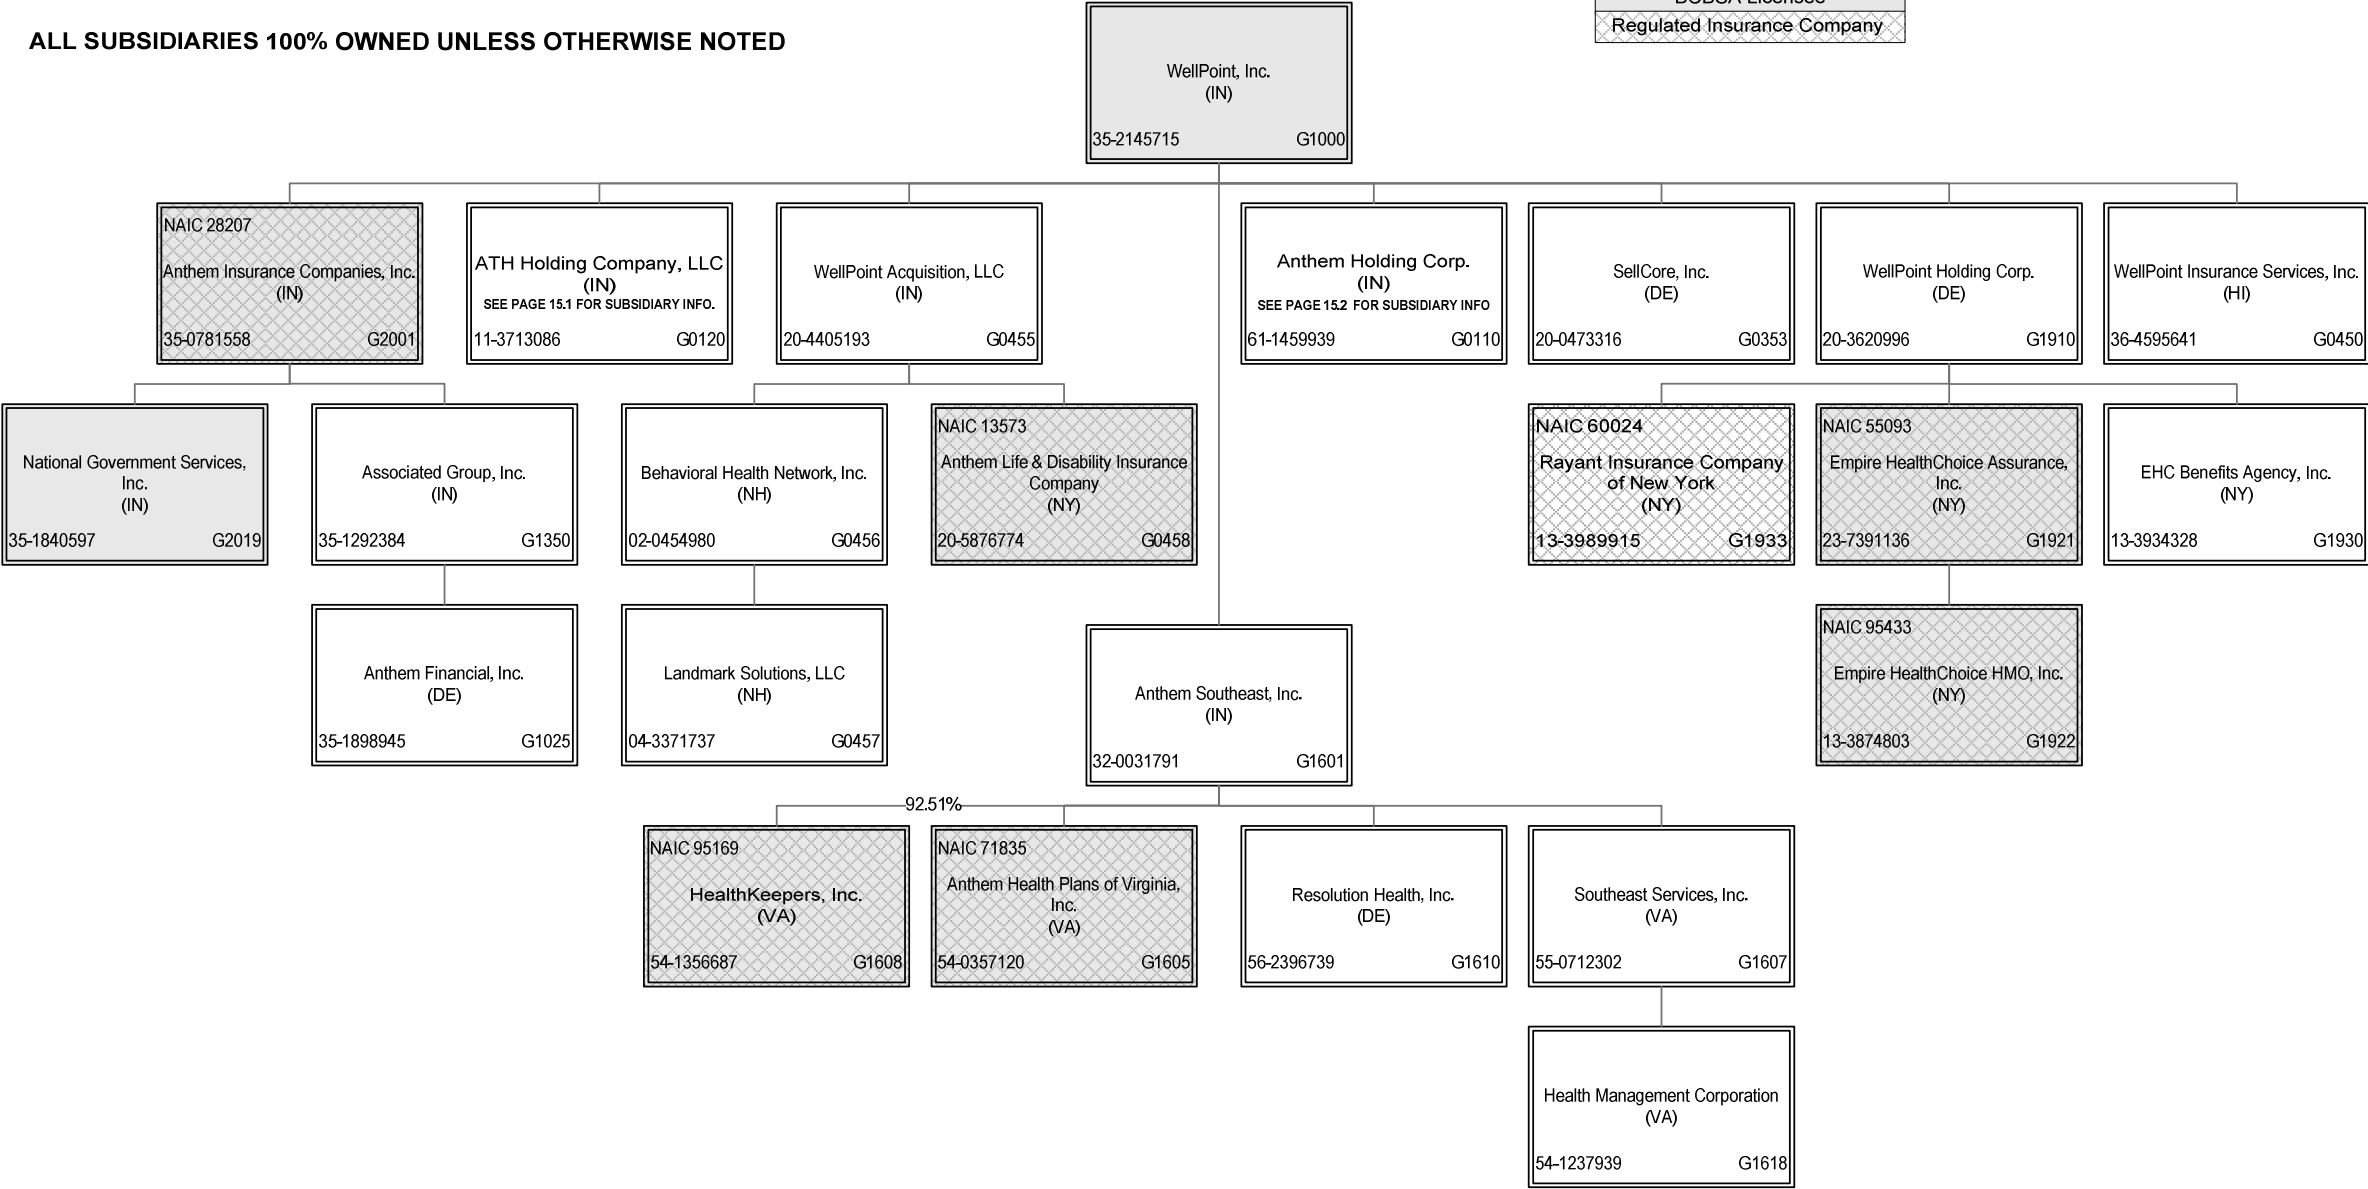 ALL SUBSIDIARIES 100% OWNED UNLESS OTHERWISE NOTED
Regulated Insurance Company
WellPoint, Inc.
(IN)
35-2145715 G1000
NAIC 28207
Anthem Insurance Companies, Inc.
(IN)
35-0781558 G2001
ATH Holding Company, LLC
(IN)
SEE PAGE 15.1 FOR SUBSIDIARY INFO.
11-3713086 G0120
WellPoint Acquisition, LLC
(IN)
20-4405193 G0455
Anthem Holding Corp.
(IN)
SEE PAGE 15.2 FOR SUBSIDIARY INFO
61-1459939 G0110
SellCore, Inc.
(DE)
20-0473316 G0353
WellPoint Holding Corp.
(DE)
20-3620996 G1910
WellPoint Insurance Services, Inc.
(HI)
36-4595641 G0450
National Government Services,
Inc.
(IN)
35-1840597 G2019
Associated Group, Inc.
(IN)
35-1292384 G1350
Behavioral Health Network, Inc.
(NH)
02-0454980 G0456
NAIC 13573
Anthem Life & Disability Insurance
Company
(NY)
20-5876774 G0458
NAIC 60024
Rayant Insurance Company
of New York
(NY)
13-3989915 G1933
NAIC 55093
Empire HealthChoice Assurance,
Inc.
(NY)
23-7391136 G1921
EHC Benefits Agency, Inc.
(NY)
13-3934328 G1930
Anthem Financial, Inc.
(DE)
35-1898945 G1025
Landmark Solutions, LLC
(NH)
04-3371737 G0457
Anthem Southeast, Inc.
(IN)
32-0031791 G1601
NAIC 95433
Empire HealthChoice HMO, Inc.
(NY)
13-3874803 G1922
92.51%
NAIC 95169
HealthKeepers, Inc.
(VA)
54-1356687 G1608
NAIC 71835
Anthem Health Plans of Virginia,
Inc.
(VA)
54-0357120 G1605
Resolution Health, Inc.
(DE)
56-2396739 G1610
Southeast Services, Inc.
(VA)
55-0712302 G1607
Health Management Corporation
(VA)
54-1237939 G1618